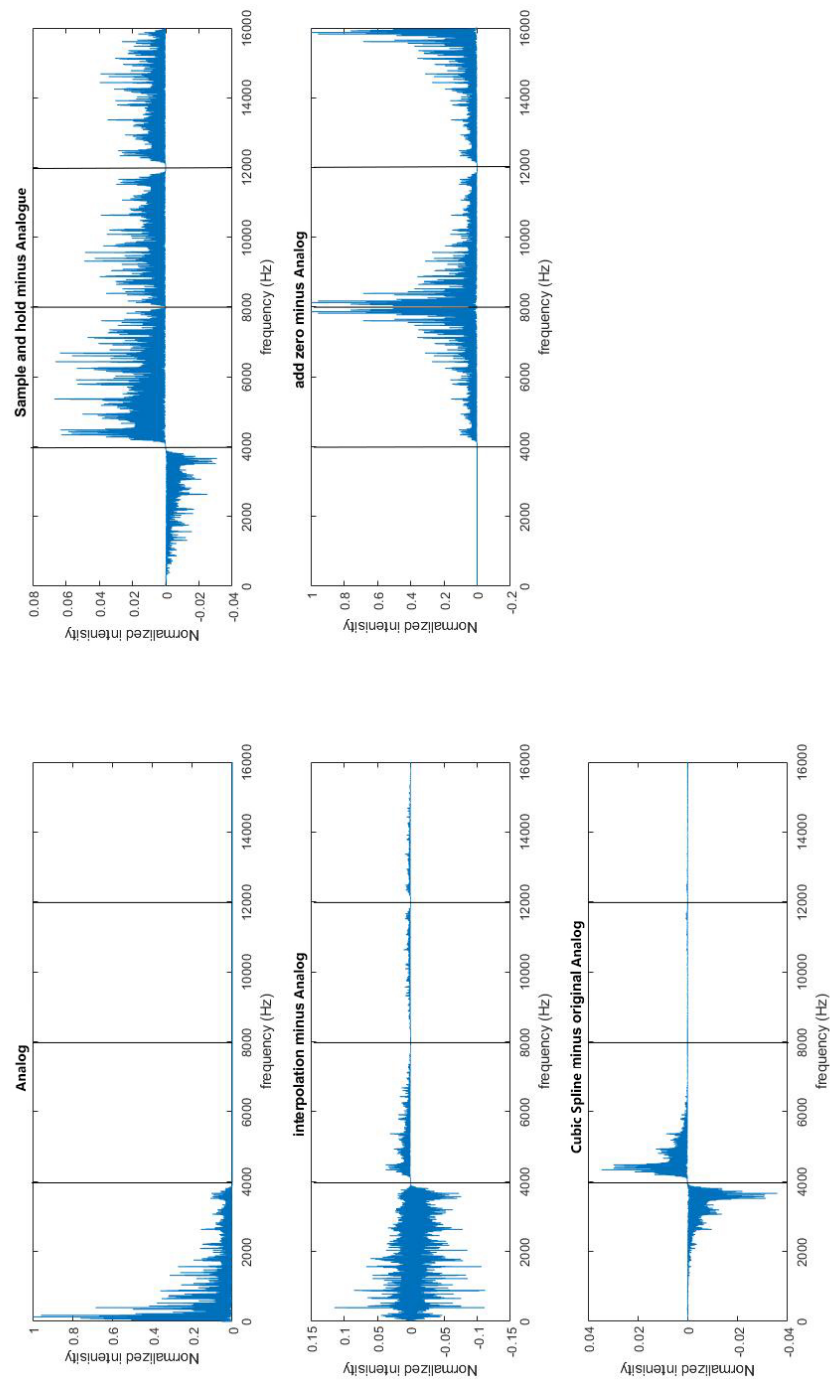 Analog
Normalized intenisity
1
0.8
0.6
0.4
0.2
0
0 2000 4000 6000 8000 10000 12000 14000 16000
frequency (Hz)
Sample and hold minus Analogue
Normalized intenisity
0.08
0.06
0.04
0.02
0
-0.02
-0.04
0 2000 4000 6000 8000 10000 12000 14000 16000
frequency (Hz)
interpolation minus Analog
Normalized intenisity
0.15
0.1
0.05
0
-0.05
-0.1
-0.15
0 2000 4000 6000 8000 10000 12000 14000 16000
frequency (Hz)
add zero minus Analog
Normalized intenisity
1
0.8
0.6
0.4
0.2
0
-0.2
0 2000 4000 6000 8000 10000 12000 14000 16000
frequency (Hz)
Cubic Spline minus original Analog
Normalized intenisity
0.04
0.02
0
-0.02
-0.04
0 2000 4000 6000 8000 10000 12000 14000 16000
frequency (Hz)